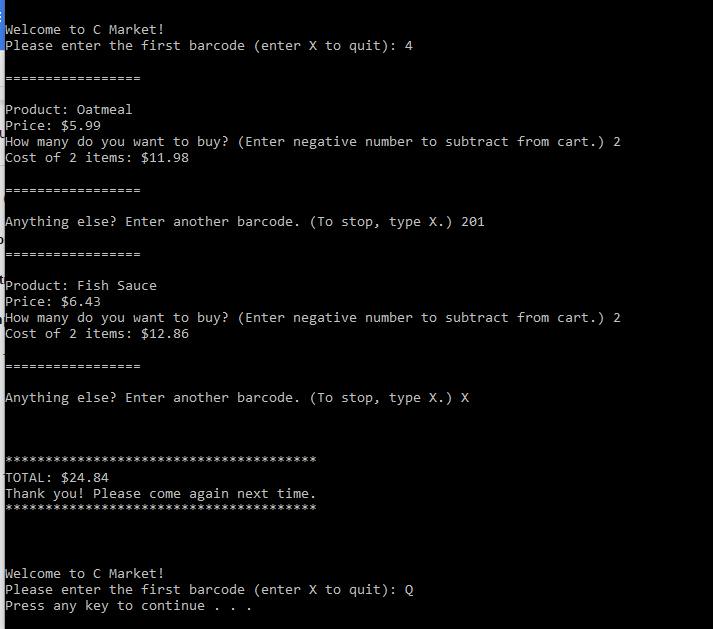 Welcome to C Market!
Please enter the first barcode (enter X to quit): 4
=================
Product: Oatmeal
Price: $5.99
How many do you want to buy? (Enter negative number to subtract from cart.) 2
Cost of 2 items: $11.98
=================
Anything else? Enter another barcode. (To stop, type X.) 201
=================
Product: Fish Sauce
Price: $6.43
How many do you want to buy? (Enter negative number to subtract from cart.) 2
Cost of 2 items: $12.86
=================
Anything else? Enter another barcode. (To stop, type X.) X
***************************************
TOTAL: $24.84
Thank you! Please come again next time.
***************************************
Welcome to C Market!
Please enter the first barcode (enter X to quit): Q
Press any key to continue . . .